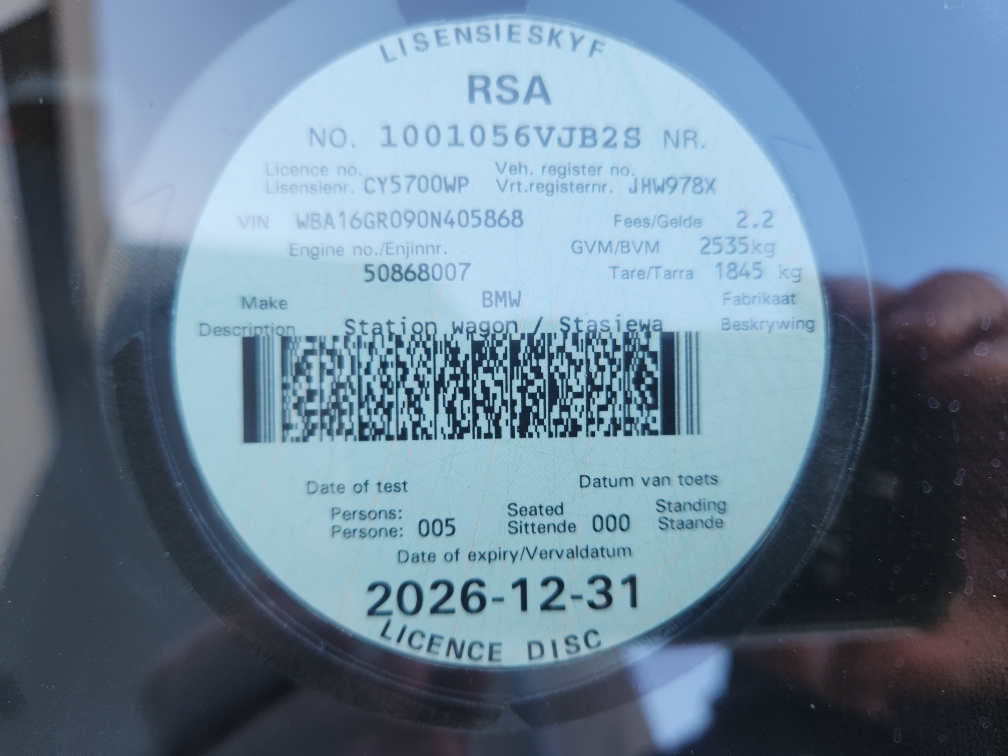 LISENSIESKYF
RSA
NO. 1001056VJB2S NR.
Licence no. Veh. register no.
Lisensienr. CY5700WP Vrt.registernr. JHW978X
VIN WBA16GR090N405868 Fees/Gelde 2.2
Engine no./Enjinnr. GVM/BVM 2535kg
50868007 Tare/Tarra 1845 kg
Make BMW Fabrikaat
Description Station wagon / Stasiewa Beskrywing
Date of test Datum van toets
Persons: Seated Standing
Persone: 005 Sittende 000 Staande
Date of expiry/Vervaldatum
2026-12-31
LICENCE DISC